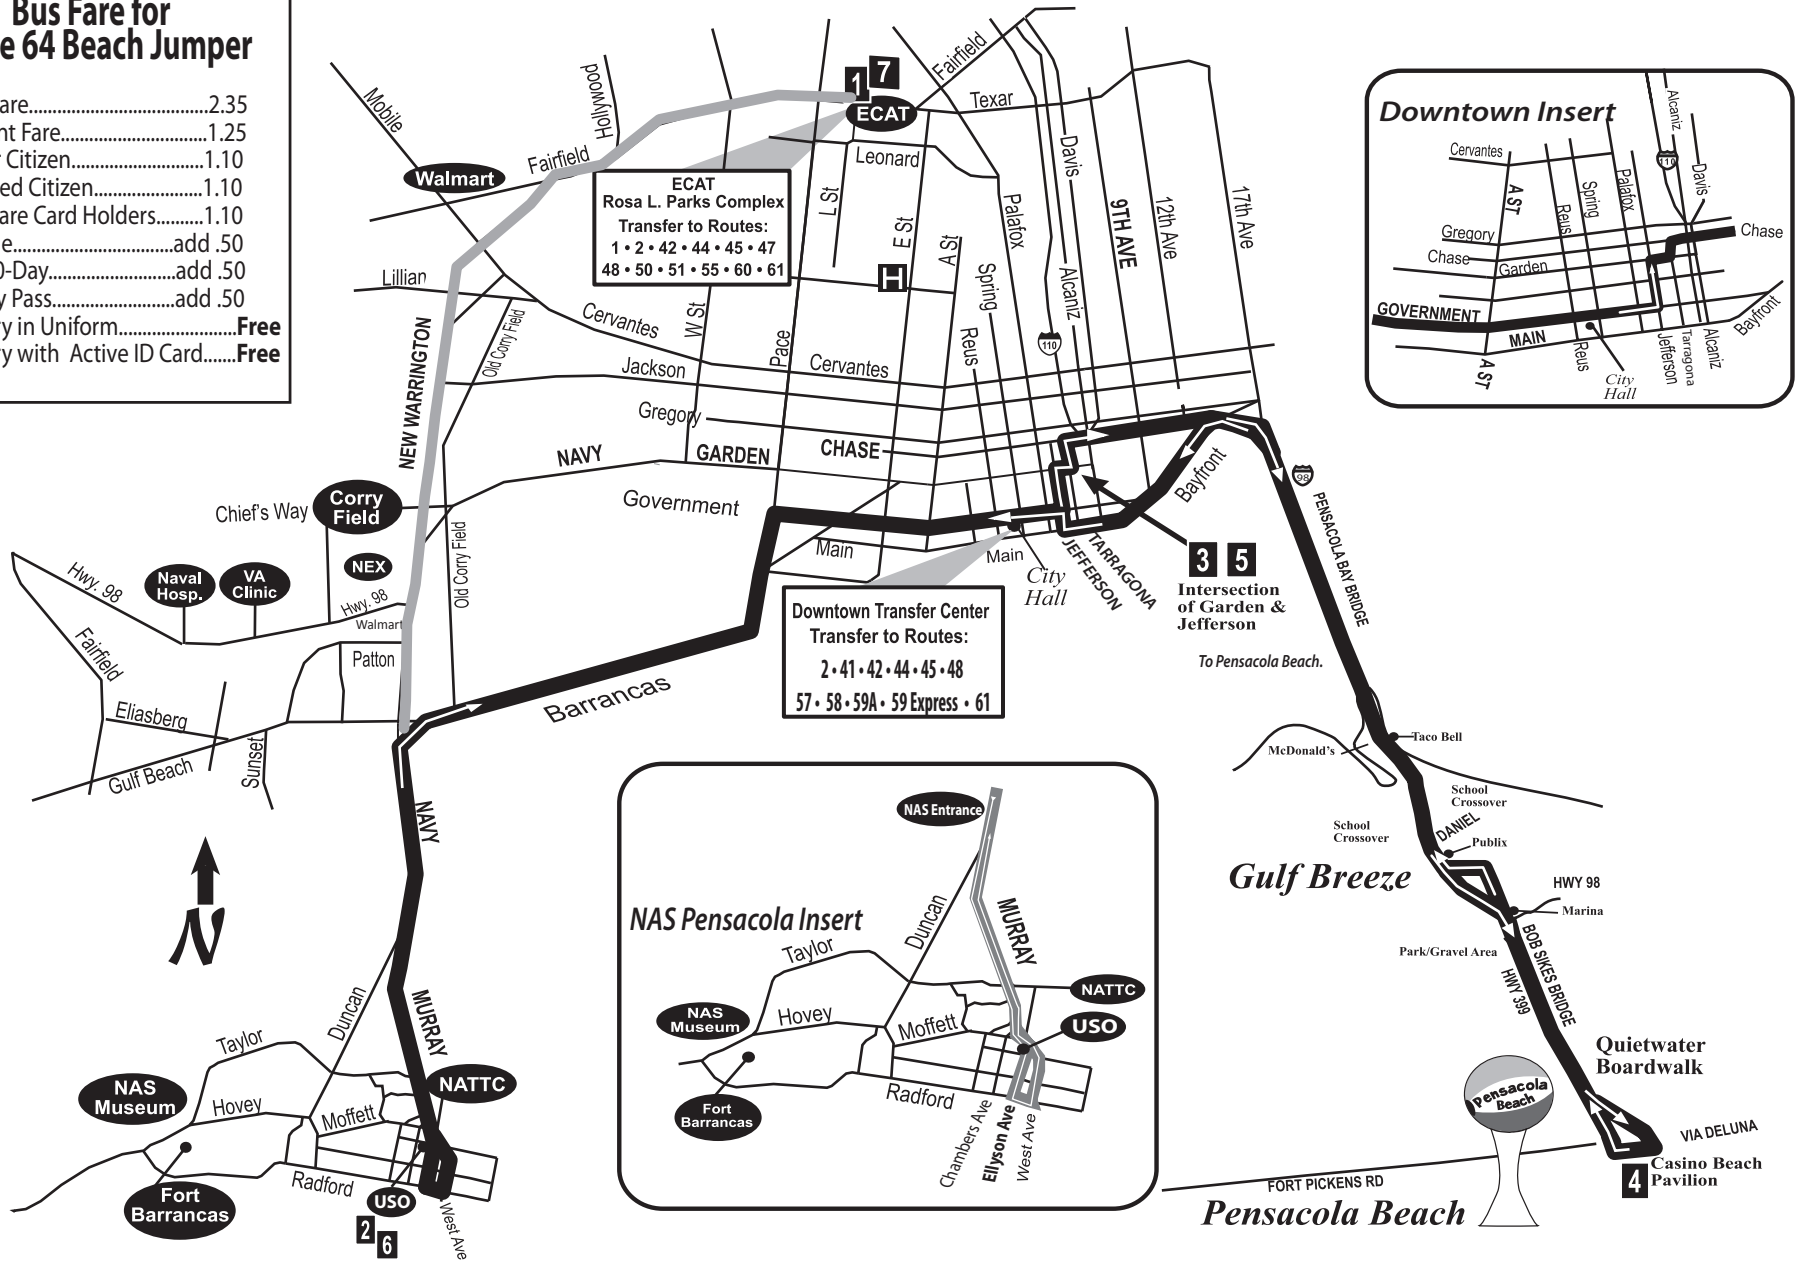 Bus Fare for
e 64 Beach Jumper
are..........................................2.35
nt Fare..................................1.25
r Citizen...............................1.10
ed Citizen.........................1.10
are Card Holders...........1.10
e.....................................add .50
0-Day.............................add .50
y Pass............................add .50
ry in Uniform...........................Free
ry with Active ID Card........Free
Mobile
Hollywood
Fairfield
1
7
ECAT
Fairfield
Texar
Leonard
Walmart
ECAT
Rosa L. Parks Complex
Transfer to Routes:
1 • 2 • 42 • 44 • 45 • 47
48 • 50 • 51 • 55 • 60 • 61
L St
E St
A St
H
Palafox
Spring
Reus
Davis
Alcaniz
110
9TH AVE
12th Ave
17th Ave
Lillian
Cervantes
W St
Pace
Old Corry Field
NEW WARRINGTON
Jackson
Cervantes
Gregory
NAVY
GARDEN
CHASE
Government
Main
Main
City
Hall
JEFFERSON
TARRAGONA
Bayfront
98
PENSACOLA BAY BRIDGE
3
5
Intersection
of Garden &
Jefferson
To Pensacola Beach.
Downtown Transfer Center
Transfer to Routes:
2 • 41 • 42 • 44 • 45 • 48
57 • 58 • 59A • 59 Express • 61
Chief's Way
Corry
Field
NEX
Old Corry Field
Hwy. 98
Naval
Hosp.
VA
Clinic
Hwy. 98
Walmart
Patton
Fairfield
Eliasberg
Gulf Beach
Sunset
Barrancas
NAVY
N
Duncan
MURRAY
Taylor
NAS
Museum
Hovey
Moffett
NATTC
Radford
Fort
Barrancas
USO
2
6
West Ave
Downtown Insert
Cervantes
A ST
Reus
Spring
Palafox
Alcaniz
110
Davis
Gregory
Chase
Garden
Chase
GOVERNMENT
MAIN
A ST
Reus
City
Hall
Jefferson
Tarragona
Alcaniz
Bayfront
NAS Pensacola Insert
NAS Entrance
Duncan
MURRAY
Taylor
NAS
Museum
Hovey
Moffett
NATTC
USO
Radford
Fort
Barrancas
Chambers Ave
Ellyson Ave
West Ave
McDonald's
Taco Bell
School
Crossover
School
Crossover
DANIEL
Publix
Gulf Breeze
HWY 98
Marina
Park/Gravel Area
HWY 399
BOB SIKES BRIDGE
Quietwater
Boardwalk
Pensacola
Beach
VIA DELUNA
4
Casino Beach
Pavilion
FORT PICKENS RD
Pensacola Beach